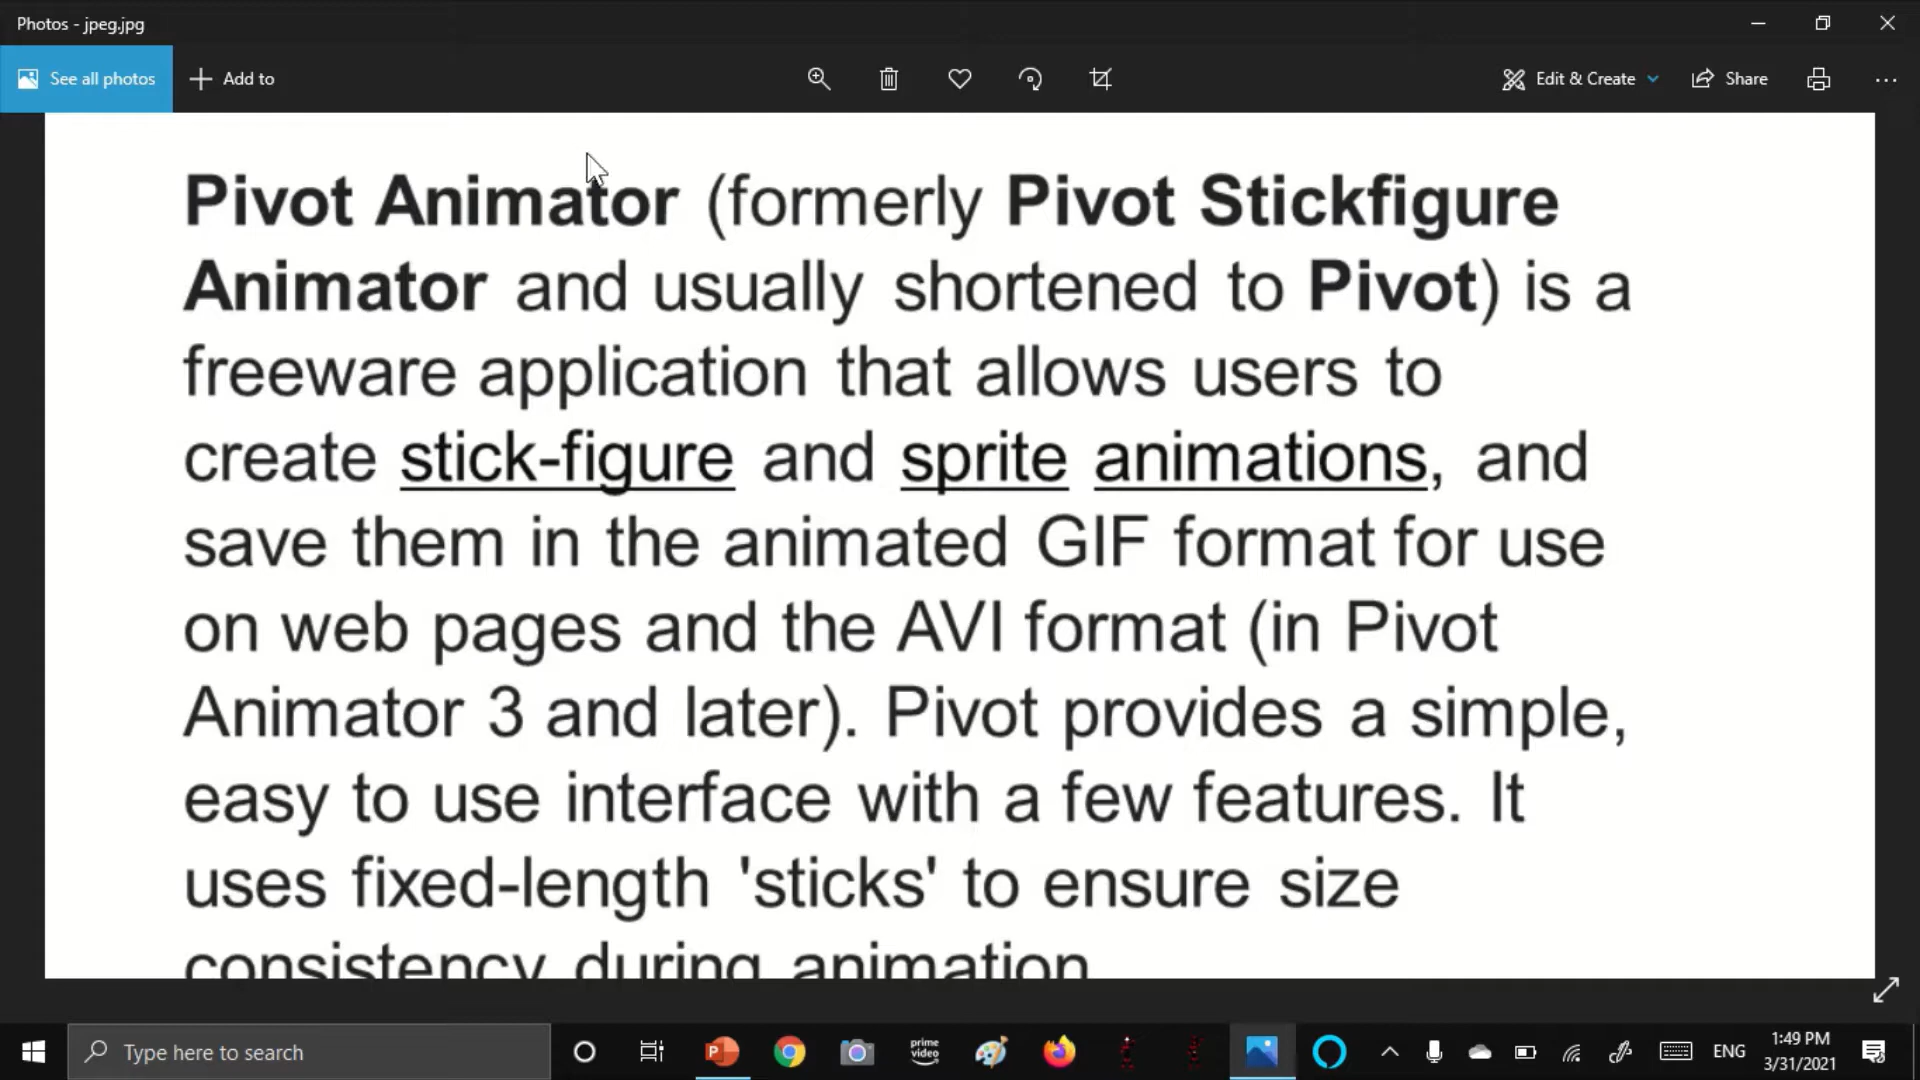 Photos - jpeg.jpg
See all photos
Add to
Edit & Create
Share
Pivot Animator (formerly Pivot Stickfigure
Animator and usually shortened to Pivot) is a
freeware application that allows users to
create stick-figure and sprite animations, and
save them in the animated GIF format for use
on web pages and the AVI format (in Pivot
Animator 3 and later). Pivot provides a simple,
easy to use interface with a few features. It
uses fixed-length 'sticks' to ensure size
consistency during animation
Type here to search
prime
video
ENG
1:49 PM
3/31/2021